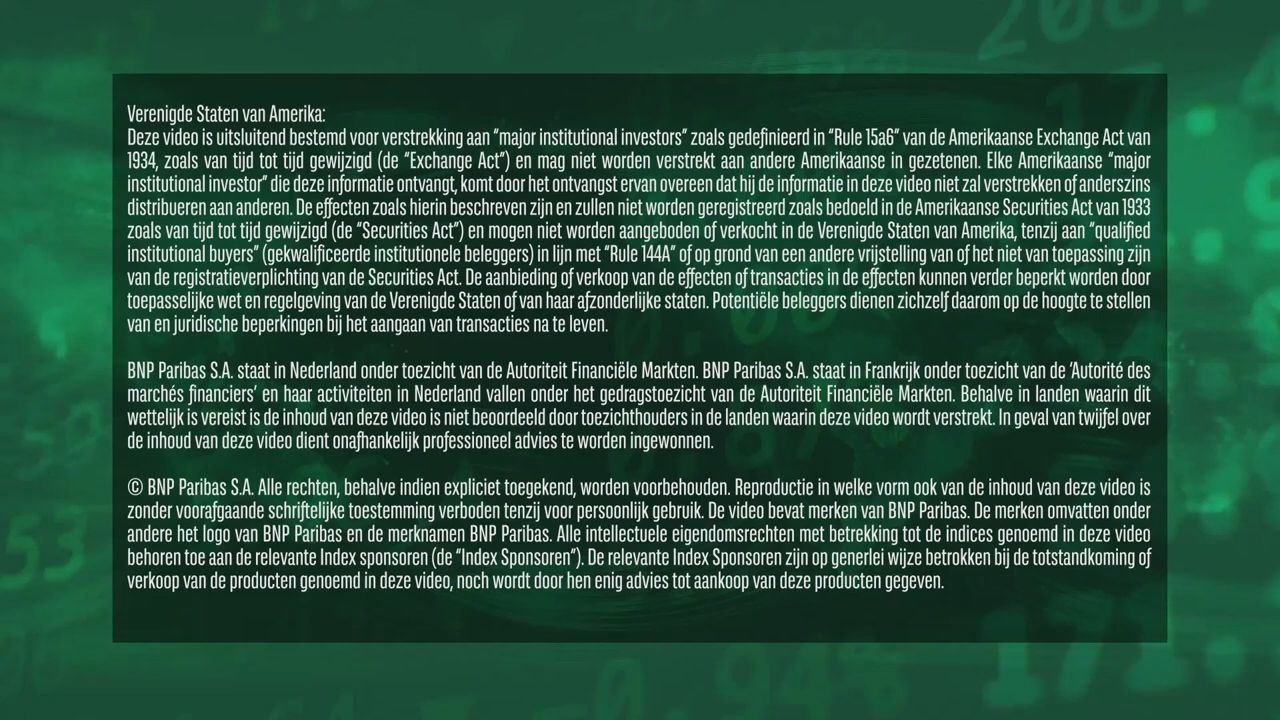 Verenigde Staten van Amerika:
Deze video is uitsluitend bestemd voor verstrekking aan “major institutional investors” zoals gedefinieerd in “Rule 15a6” van de Amerikaanse Exchange Act van
1934, zoals van tijd tot tijd gewijzigd (de “Exchange Act”) en mag niet worden verstrekt aan andere Amerikaanse in gezetenen. Elke Amerikaanse “major
institutional investor” die deze informatie ontvangt, komt door het ontvangst ervan overeen dat hij de informatie in deze video niet zal verstrekken of anderszins
distribueren aan anderen. De effecten zoals hierin beschreven zijn en zullen niet worden geregistreerd zoals bedoeld in de Amerikaanse Securities Act van 1933
zoals van tijd tot tijd gewijzigd (de “Securities Act”) en mogen niet worden aangeboden of verkocht in de Verenigde Staten van Amerika, tenzij aan “qualified
institutional buyers” (gekwalificeerde institutionele beleggers) in lijn met “Rule 144A” of op grond van een andere vrijstelling van of het niet van toepassing zijn
van de registratieverplichting van de Securities Act. De aanbieding of verkoop van de effecten of transacties in de effecten kunnen verder beperkt worden door
toepasselijke wet en regelgeving van de Verenigde Staten of van haar afzonderlijke staten. Potentiële beleggers dienen zichzelf daarom op de hoogte te stellen
van en juridische beperkingen bij het aangaan van transacties na te leven.
BNP Paribas S.A. staat in Nederland onder toezicht van de Autoriteit Financiële Markten. BNP Paribas S.A. staat in Frankrijk onder toezicht van de ‘Autorité des
marchés financiers’ en haar activiteiten in Nederland vallen onder het gedragstoezicht van de Autoriteit Financiële Markten. Behalve in landen waarin dit
wettelijk is vereist is de inhoud van deze video is niet beoordeeld door toezichthouders in de landen waarin deze video wordt verstrekt. In geval van twijfel over
de inhoud van deze video dient onafhankelijk professioneel advies te worden ingewonnen.
© BNP Paribas S.A. Alle rechten, behalve indien expliciet toegekend, worden voorbehouden. Reproductie in welke vorm ook van de inhoud van deze video is
zonder voorafgaande schriftelijke toestemming verboden tenzij voor persoonlijk gebruik. De video bevat merken van BNP Paribas. De merken omvatten onder
andere het logo van BNP Paribas en de merknamen BNP Paribas. Alle intellectuele eigendomsrechten met betrekking tot de indices genoemd in deze video
behoren toe aan de relevante Index sponsoren (de “Index Sponsoren”). De relevante Index Sponsoren zijn op generlei wijze betrokken bij de totstandkoming of
verkoop van de producten genoemd in deze video, noch wordt door hen enig advies tot aankoop van deze producten gegeven.